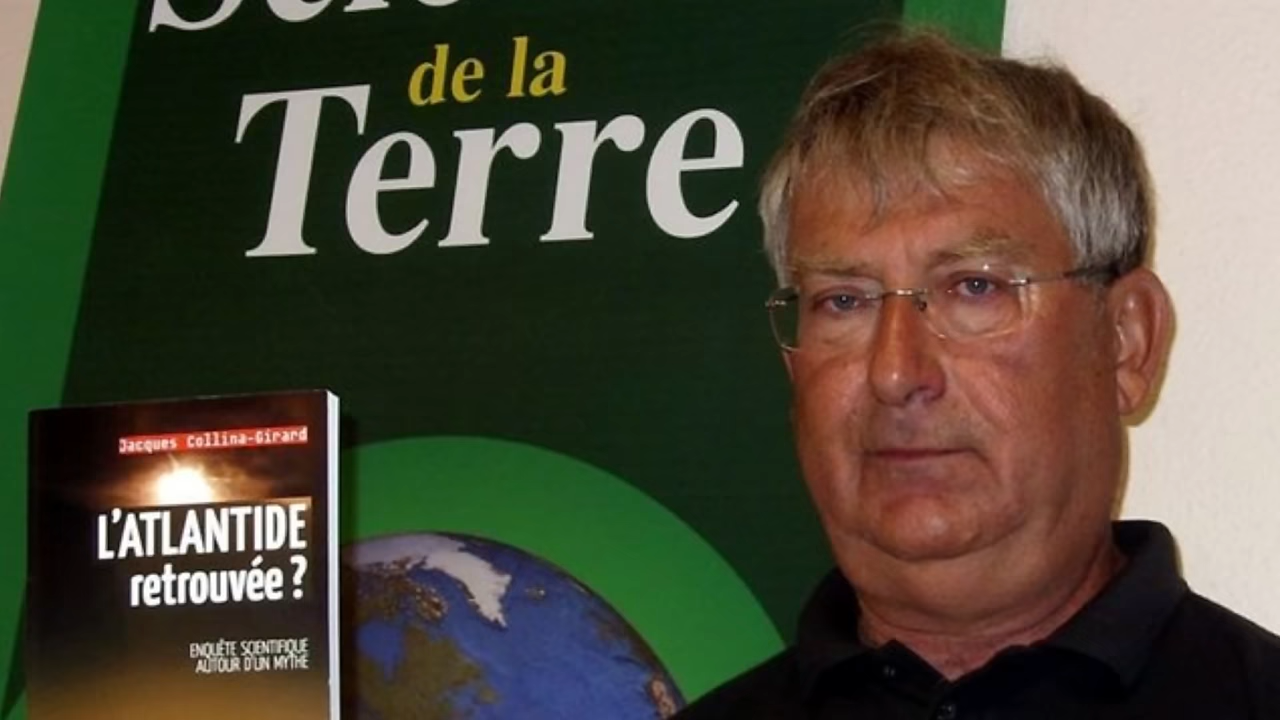 de la
Terre
Jacques Collina-Girard
L'ATLANTIDE
retrouvée ?
ENQUÊTE SCIENTIFIQUE
AUTOUR D'UN MYTHE